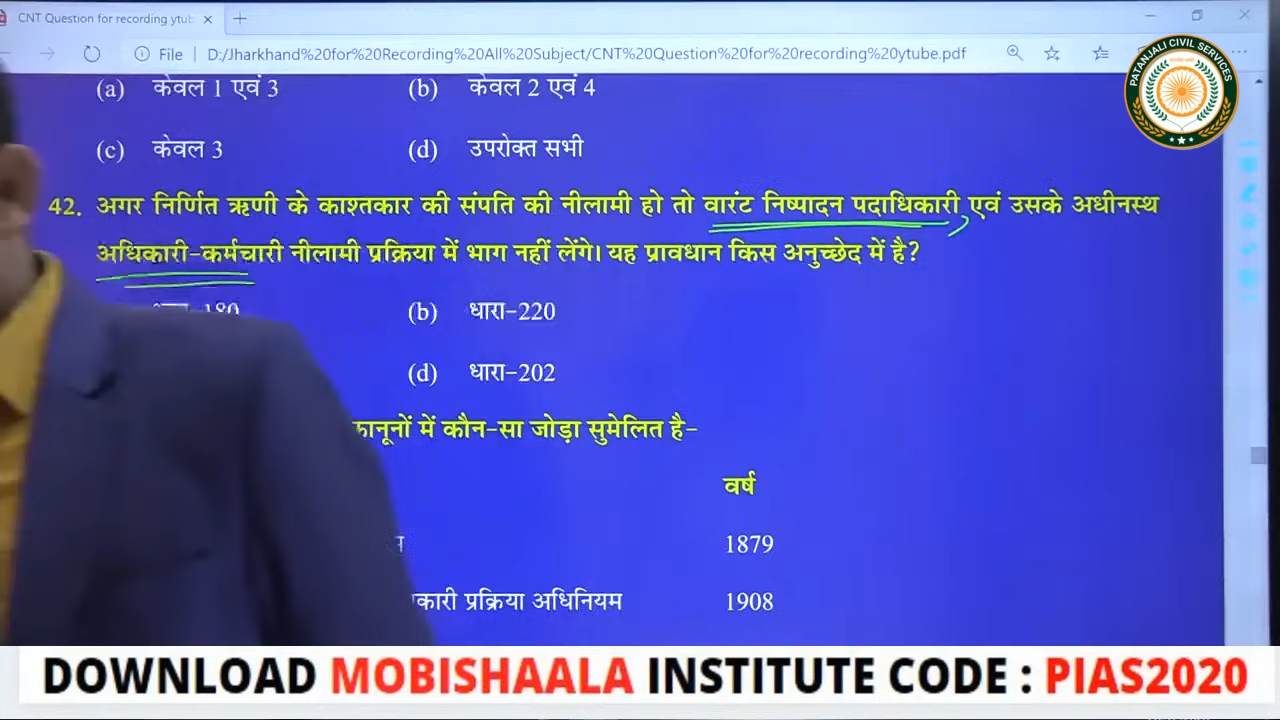 CNT Question for recording ytub
File D:/Jharkhand%20for%20Recording%20All%20Subject/CNT%20Question%20for%20recording%20ytube.pdf
PATANJALI CIVIL SERVICES
(a) केवल 1 एवं 3 (b) केवल 2 एवं 4
(c) केवल 3 (d) उपरोक्त सभी
42. अगर निर्णित ऋणी के काश्तकार की संपति की नीलामी हो तो वारंट निष्पादन पदाधिकारी एवं उसके अधीनस्थ
अधिकारी-कर्मचारी नीलामी प्रक्रिया में भाग नहीं लेंगे। यह प्रावधान किस अनुच्छेद में है?
-180 (b) धारा-220
(d) धारा-202
कानूनों में कौन-सा जोड़ा सुमेलित है-
वर्ष
1879
प्रक्रिया अधिनियम 1908
DOWNLOAD MOBISHAALA INSTITUTE CODE : PIAS2020